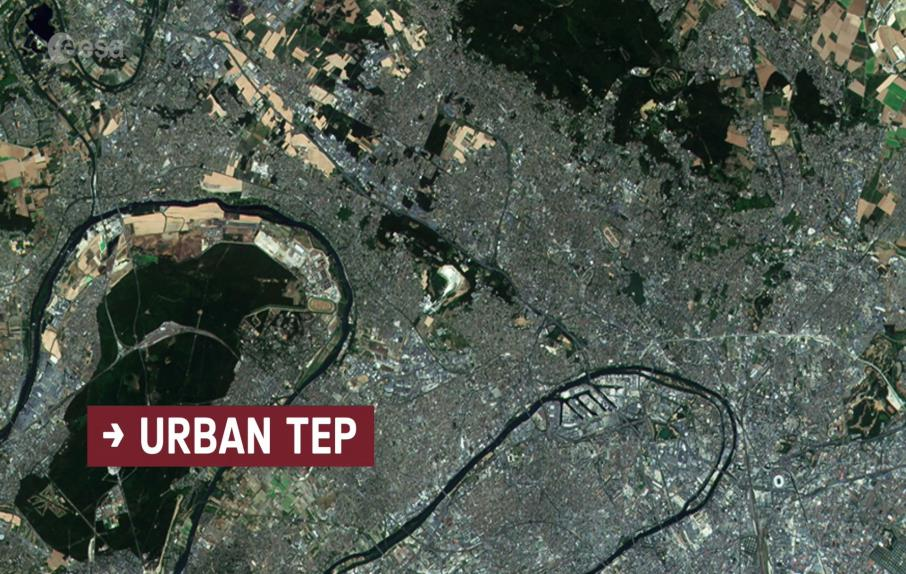 esa
→ URBAN TEP